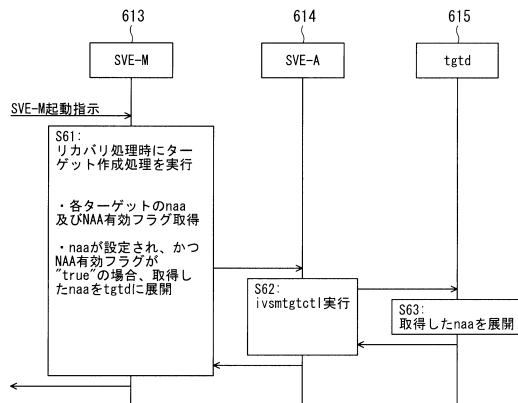 613
614
615
SVE-M
SVE-A
tgtd
SVE-M起動指示
S61:
リカバリ処理時にター
ゲット作成処理を実行
・各ターゲットのnaa
及びNAA有効フラグ取得
・naaが設定され、かつ
NAA有効フラグが
"true"の場合、取得し
たnaaをtgtdに展開
S62:
ivsmtgtctl実行
S63:
取得したnaaを展開